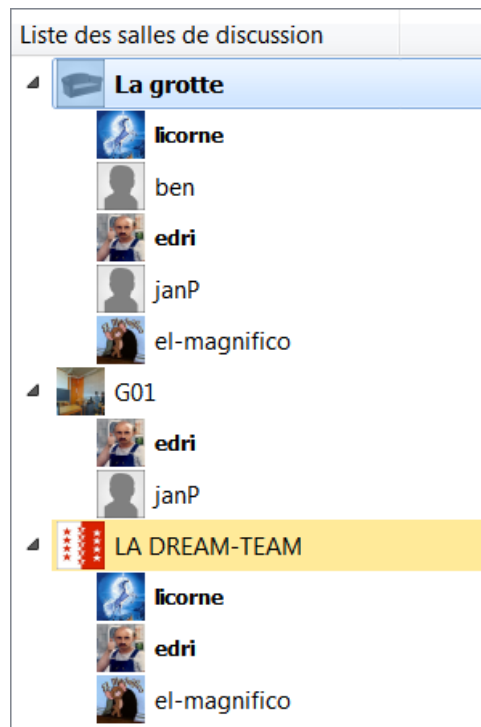 Liste des salles de discussion
La grotte
licorne
ben
edri
janP
el-magnifico
G01
edri
janP
LA DREAM-TEAM
licorne
edri
el-magnifico